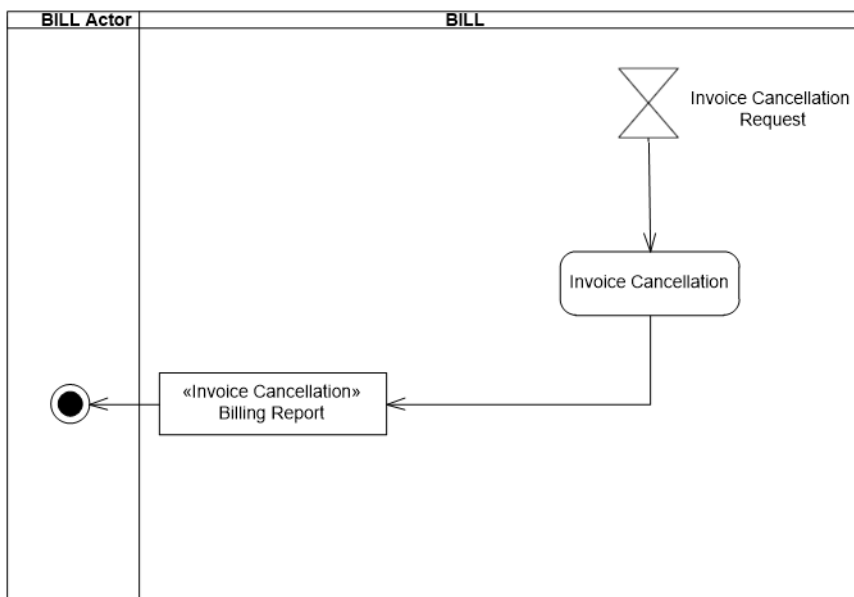 BILL Actor
BILL
Invoice Cancellation
Request
Invoice Cancellation
«Invoice Cancellation»
Billing Report